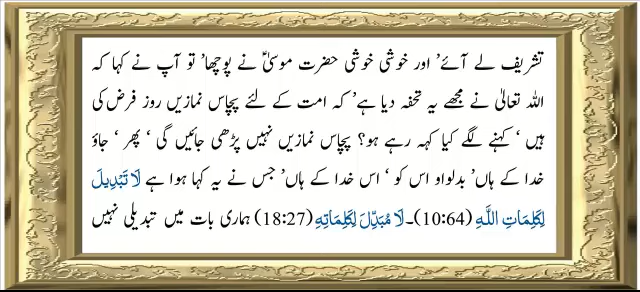 تشریف لے آئے’ اور خوشی خوشی حضرت موسیٰؑ نے پوچھا’ تو آپ نے کہا کہ
اللہ تعالیٰ نے مجھے یہ تحفہ دیا ہے’ کہ امت کے لئے پچاس نمازیں روز فرض کی
ہیں ‘ کہنے لگے کیا کہہ رہے ہو؟ پچاس نمازیں نہیں پڑھی جائیں گی ‘ پھر ‘ جاؤ
خدا کے ہاں’ بدلواو اس کو ‘ اس خدا کے ہاں’ جس نے یہ کہا ہوا ہے لَا تَبْدِيلَ
لِكَلِمَاتِ اللَّهِ (10:64)۔ لَا مُبَدِّلَ لِكَلِمَاتِهِ (18:27) ہماری بات میں تبدیلی نہیں